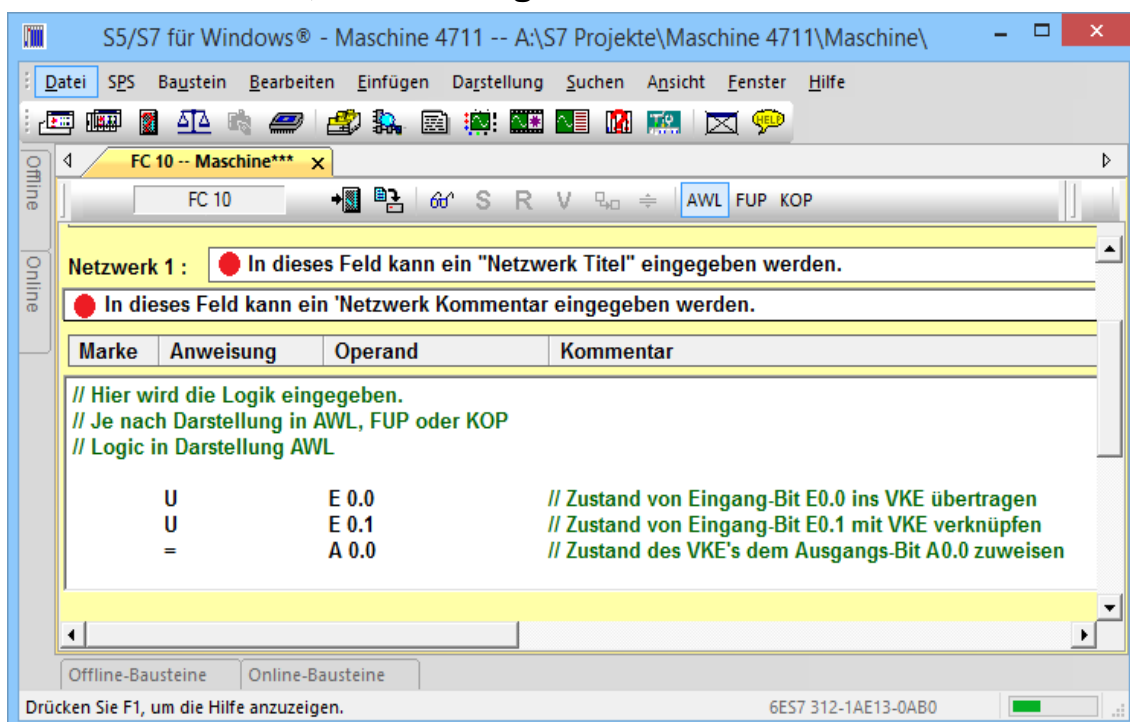 S5/S7 für Windows® - Maschine 4711 -- A:\S7 Projekte\Maschine 4711\Maschine\
Datei SPS Baustein Bearbeiten Einfügen Darstellung Suchen Ansicht Fenster Hilfe
HELP
Offline
Online
FC 10 -- Maschine***
FC 10 S R V AWL FUP KOP
Netzwerk 1 : In dieses Feld kann ein "Netzwerk Titel" eingegeben werden.
In dieses Feld kann ein 'Netzwerk Kommentar eingegeben werden.
Marke Anweisung Operand Kommentar
// Hier wird die Logik eingegeben.
// Je nach Darstellung in AWL, FUP oder KOP
// Logic in Darstellung AWL
U E 0.0 // Zustand von Eingang-Bit E0.0 ins VKE übertragen
U E 0.1 // Zustand von Eingang-Bit E0.1 mit VKE verknüpfen
= A 0.0 // Zustand des VKE's dem Ausgangs-Bit A0.0 zuweisen
Offline-Bausteine Online-Bausteine
Drücken Sie F1, um die Hilfe anzuzeigen. 6ES7 312-1AE13-0AB0